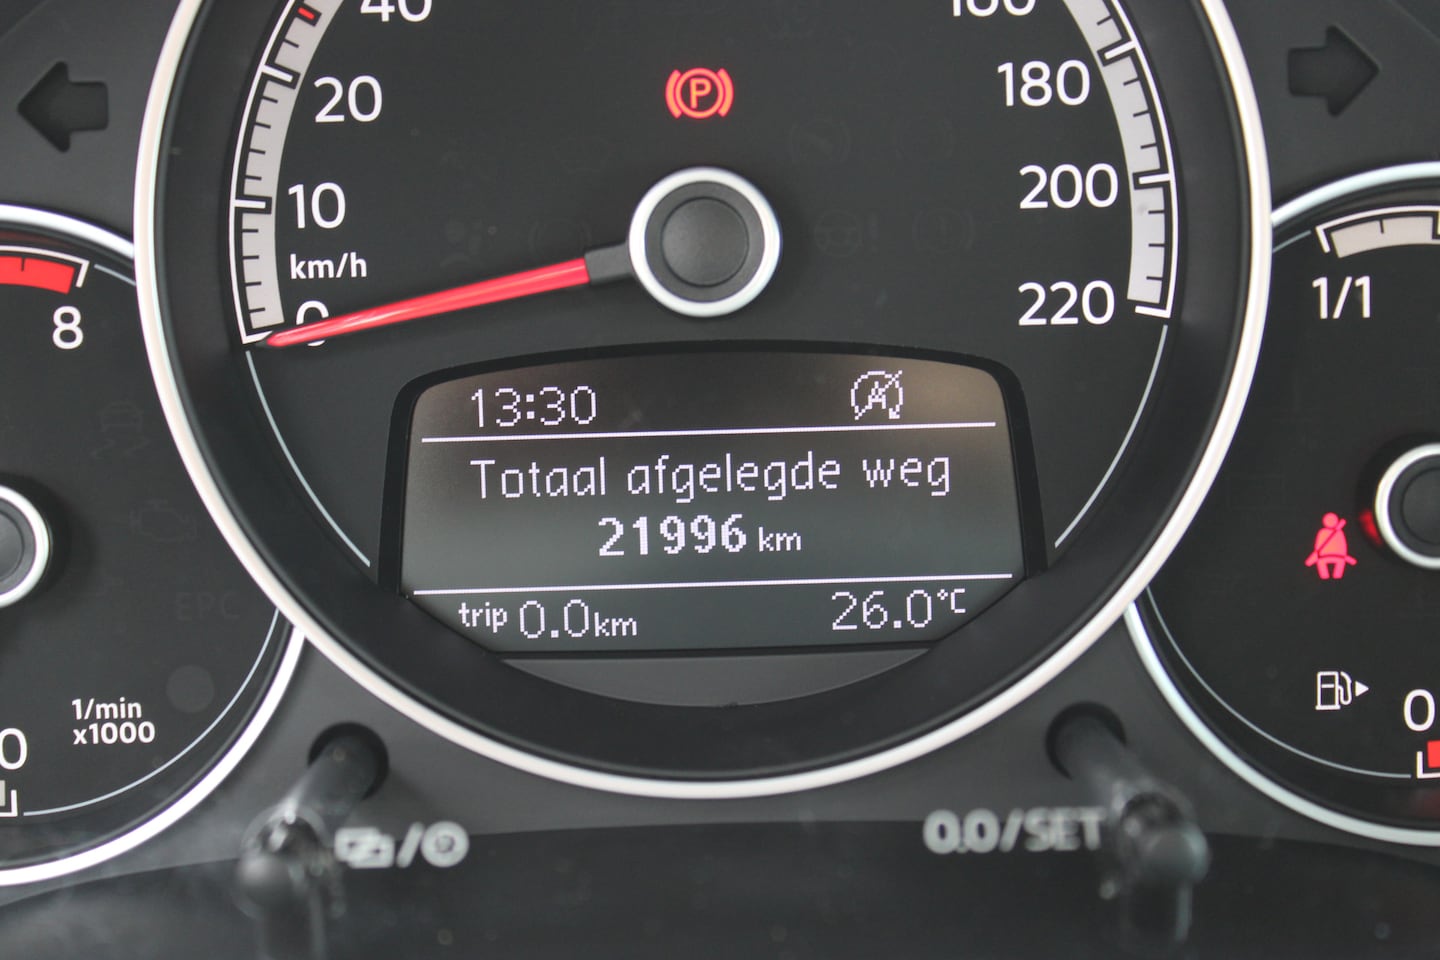 40
20
10
km/h
0
160
180
200
220
8
1/1
P
13:30
A
Totaal afgelegde weg
21996 km
trip 0.0km
26.0°C
EPC
1/min
x1000
0
0
0.0/SET